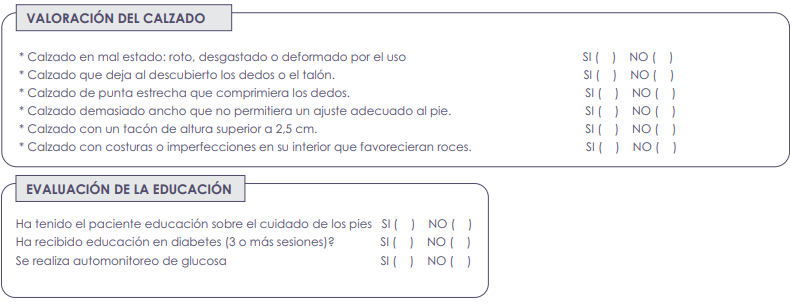 VALORACIÓN DEL CALZADO
* Calzado en mal estado: roto, desgastado o deformado por el uso SI ( ) NO ( )
* Calzado que deja al descubierto los dedos o el talón. SI ( ) NO ( )
* Calzado de punta estrecha que comprimiera los dedos. SI ( ) NO ( )
* Calzado demasiado ancho que no permitiera un ajuste adecuado al pie. SI ( ) NO ( )
* Calzado con un tacón de altura superior a 2,5 cm. SI ( ) NO ( )
* Calzado con costuras o imperfecciones en su interior que favorecieran roces. SI ( ) NO ( )
EVALUACIÓN DE LA EDUCACIÓN
Ha tenido el paciente educación sobre el cuidado de los pies SI ( ) NO ( )
Ha recibido educación en diabetes (3 o más sesiones)? SI ( ) NO ( )
Se realiza automonitoreo de glucosa SI ( ) NO ( )